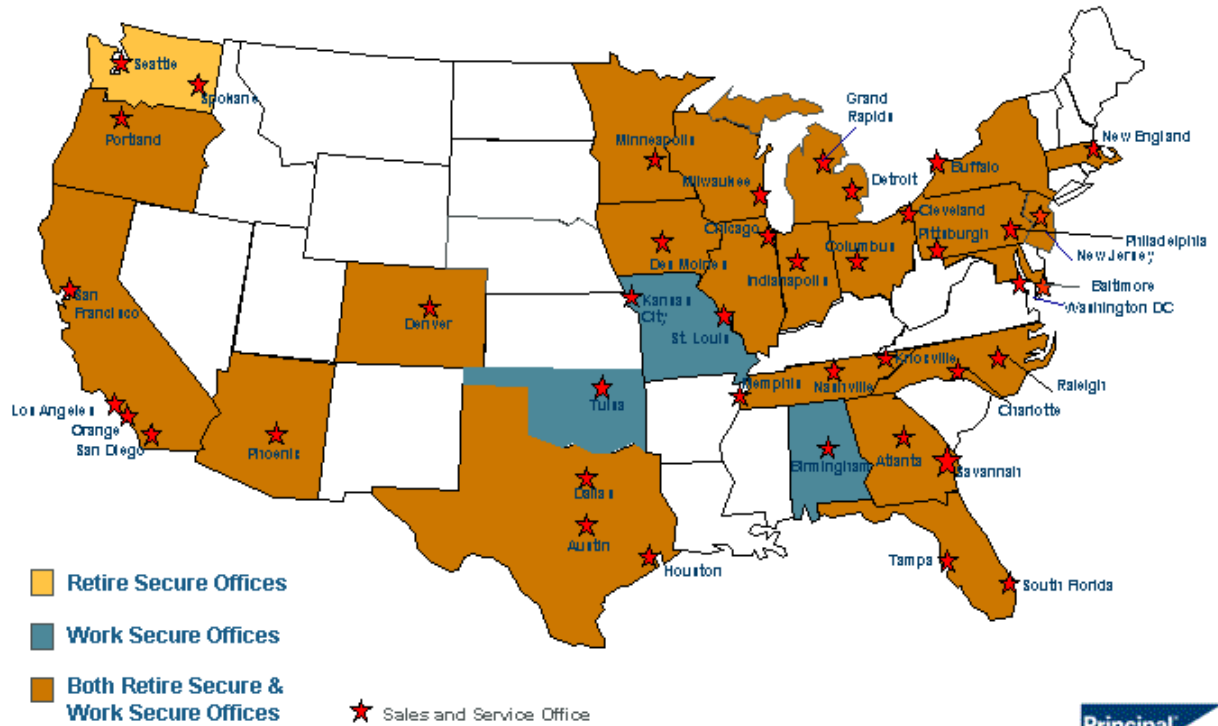 Seattle
Spokane
Portland
Grand
Rapids
Minneapolis
New England
Buffalo
Milwaukee
Detroit
Cleveland
Chicago
Pittsburgh
Columbus
Philadelphia
Des Moines
New Jersey
Indianapolis
Baltimore
San
Francisco
Kansas
City
Washington DC
Denver
St. Louis
Knoxville
Memphis
Nashville
Raleigh
Tulsa
Charlotte
Los Angeles
Orange
San Diego
Phoenix
Birmingham
Atlanta
Savannah
Dallas
Austin
Houston
Tampa
South Florida
Retire Secure Offices
Work Secure Offices
Both Retire Secure &
Work Secure Offices
Sales and Service Office
Principal